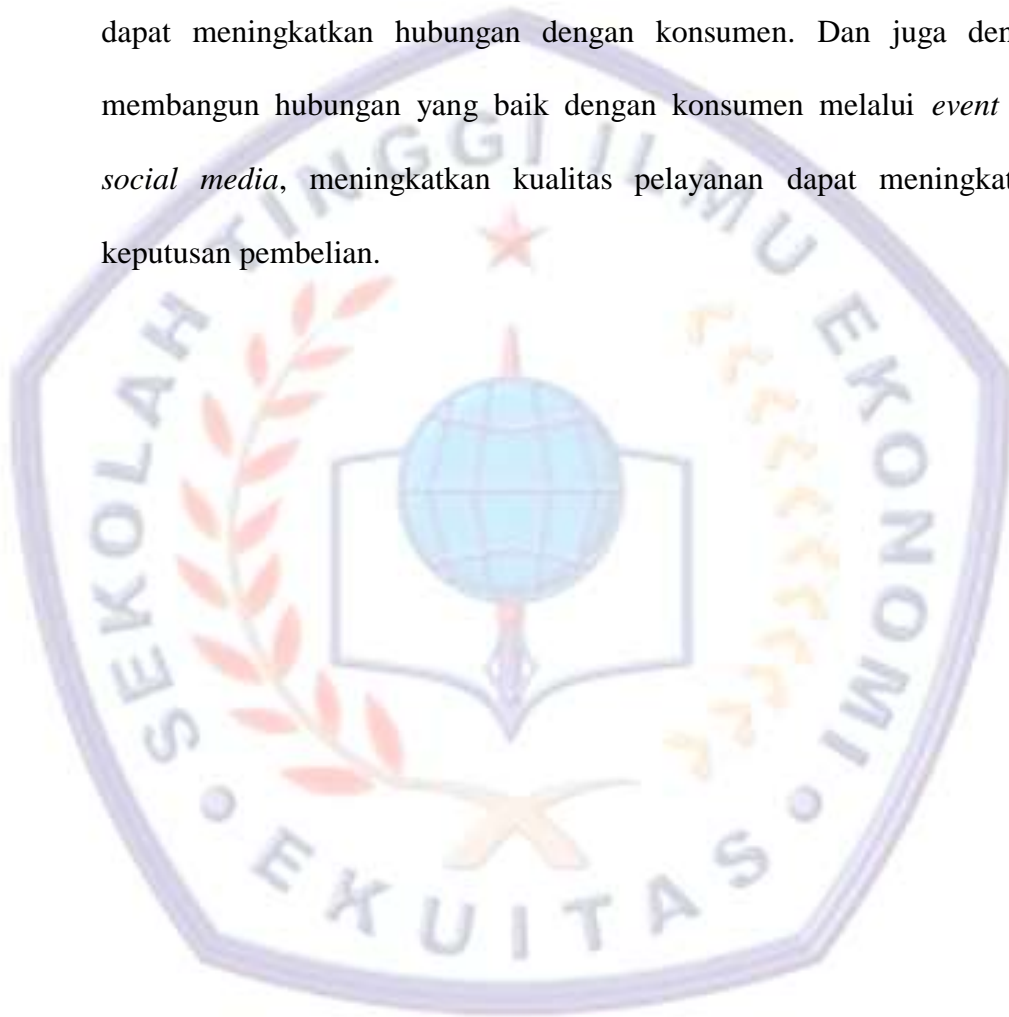 dapat meningkatkan hubungan dengan konsumen. Dan juga den
membangun hubungan yang baik dengan konsumen melalui event
social media, meningkatkan kualitas pelayanan dapat meningkat
keputusan pembelian.
SEKOLAH TINGGI ILMU EKONOMI
EKUITAS